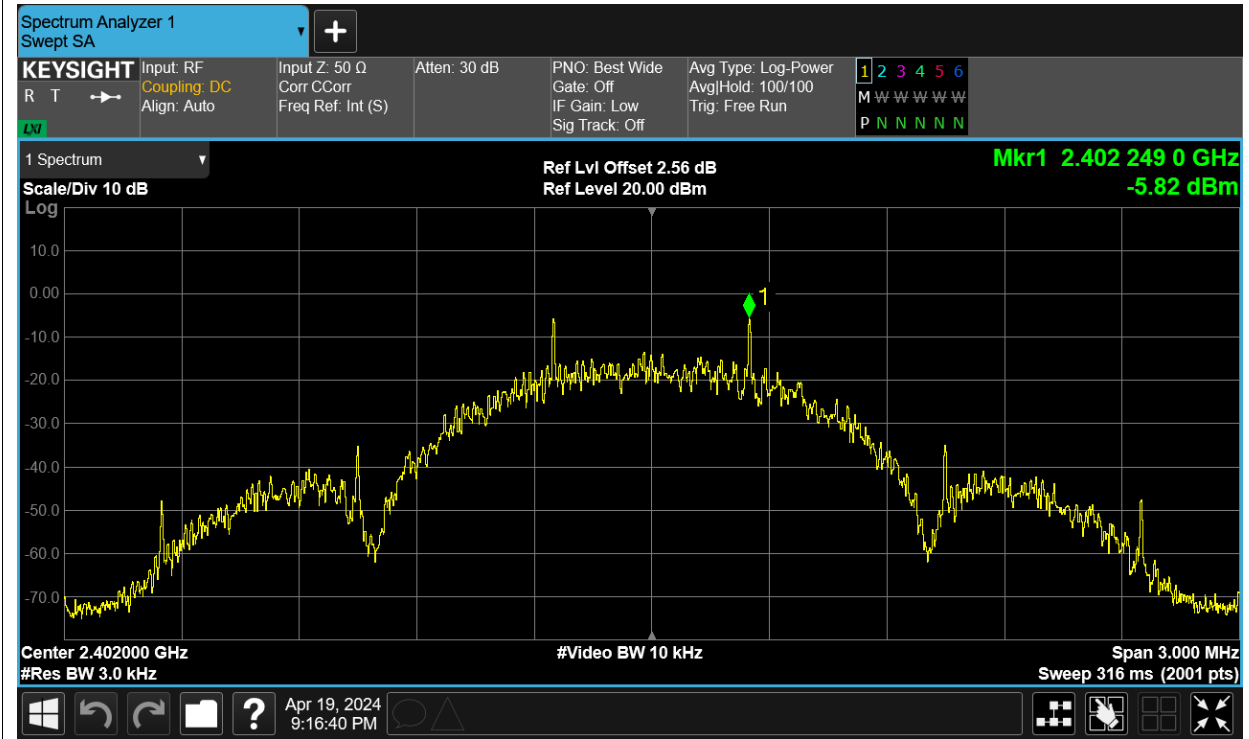 Spectrum Analyzer 1
Swept SA
+
KEYSIGHT
R T
LXI
Input: RF
Coupling: DC
Align: Auto
Input Z: 50 Ω
Corr CCorr
Freq Ref: Int (S)
Atten: 30 dB
PNO: Best Wide
Gate: Off
IF Gain: Low
Sig Track: Off
Avg Type: Log-Power
Avg|Hold: 100/100
Trig: Free Run
1 2 3 4 5 6
M W W W W W
P N N N N N
1 Spectrum
Scale/Div 10 dB
Log
Ref Lvl Offset 2.56 dB
Ref Level 20.00 dBm
Mkr1 2.402 249 0 GHz
-5.82 dBm
10.0
0.00
-10.0
-20.0
-30.0
-40.0
-50.0
-60.0
-70.0
1
Center 2.402000 GHz
#Res BW 3.0 kHz
#Video BW 10 kHz
Span 3.000 MHz
Sweep 316 ms (2001 pts)
?
Apr 19, 2024
9:16:40 PM